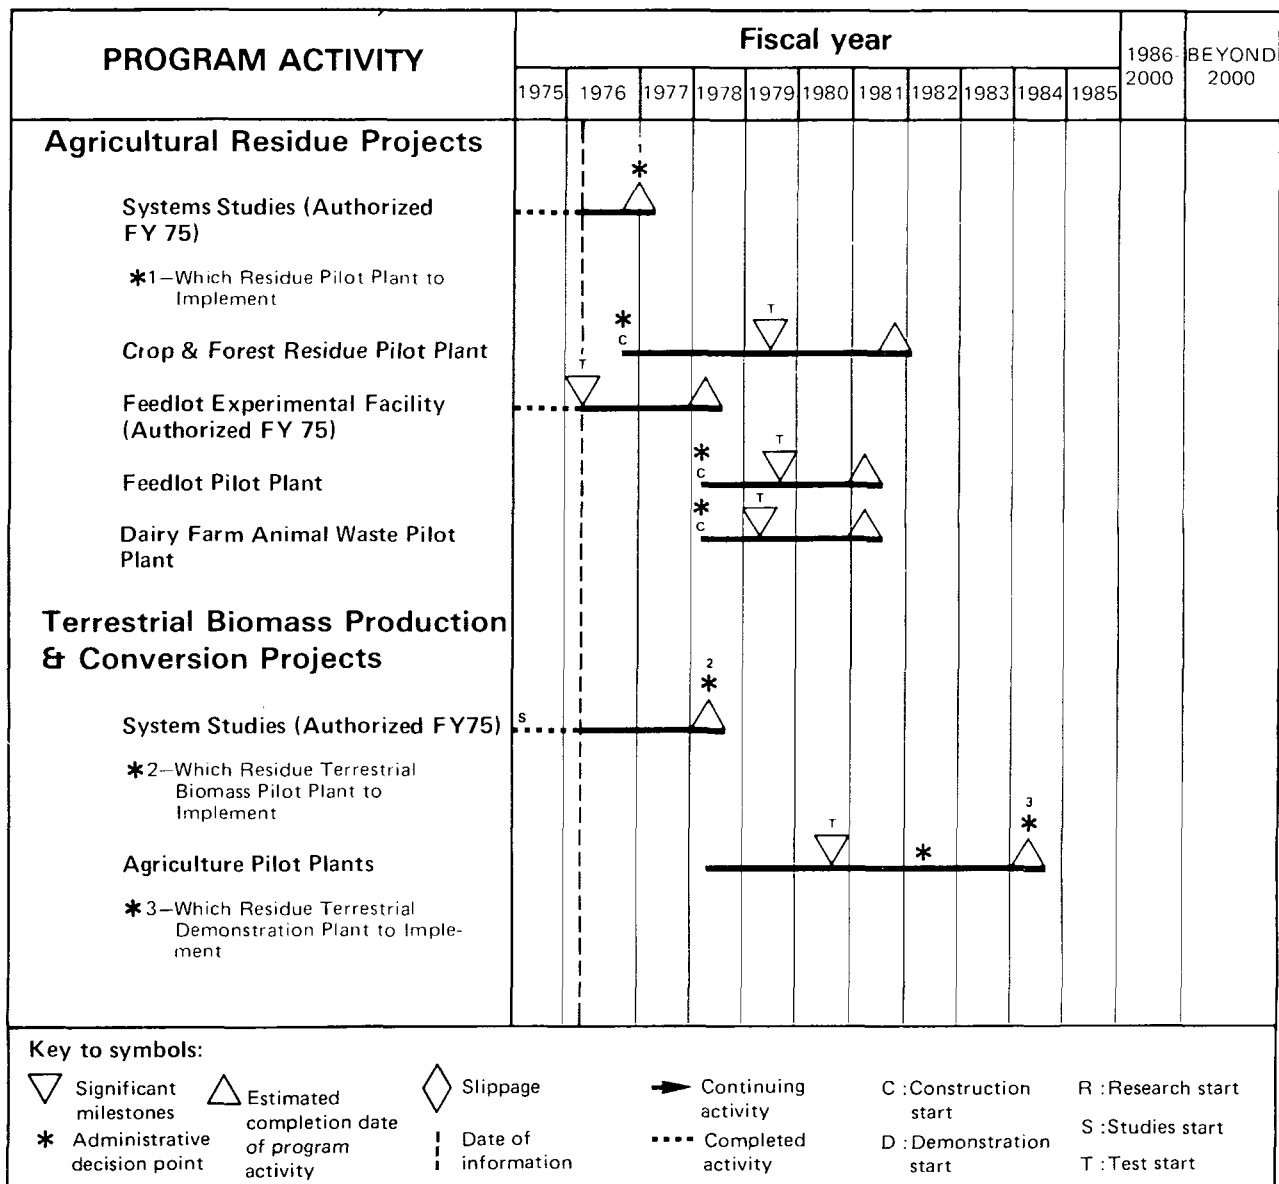 PROGRAM ACTIVITY
Fiscal year
1975 1976 1977 1978 1979 1980 1981 1982 1983 1984 1985
1986-
2000
BEYOND
2000
Agricultural Residue Projects
1
*
Systems Studies (Authorized
FY 75)
*1—Which Residue Pilot Plant to
Implement
* T
C
Crop & Forest Residue Pilot Plant
T
Feedlot Experimental Facility
(Authorized FY 75)
* T
C
Feedlot Pilot Plant
* T
C
Dairy Farm Animal Waste Pilot
Plant
Terrestrial Biomass Production
& Conversion Projects
2
*
S
System Studies (Authorized FY75)
*2—Which Residue Terrestrial
Biomass Pilot Plant to
Implement
3
T * *
Agriculture Pilot Plants
*3—Which Residue Terrestrial
Demonstration Plant to Imple-
ment
Key to symbols:
Significant
milestones
* Administrative
decision point
Estimated
completion date
of program
activity
Slippage
Date of
information
Continuing
activity
Completed
activity
C :Construction
start
D :Demonstration
start
R :Research start
S :Studies start
T :Test start